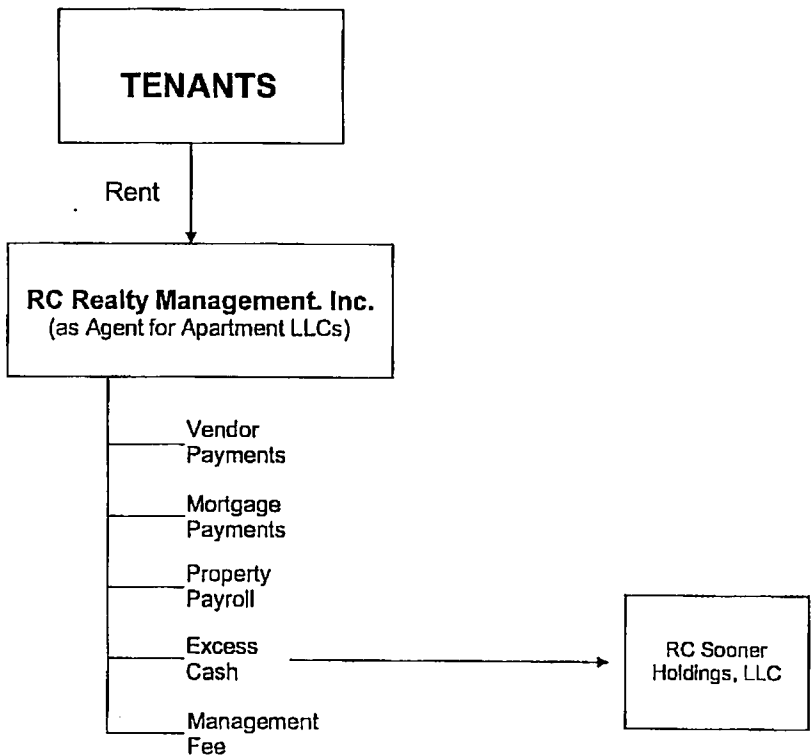 TENANTS
Rent
RC Realty Management. Inc.
(as Agent for Apartment LLCs)
Vendor
Payments
Mortgage
Payments
Property
Payroll
Excess
Cash
RC Sooner
Holdings, LLC
Management
Fee